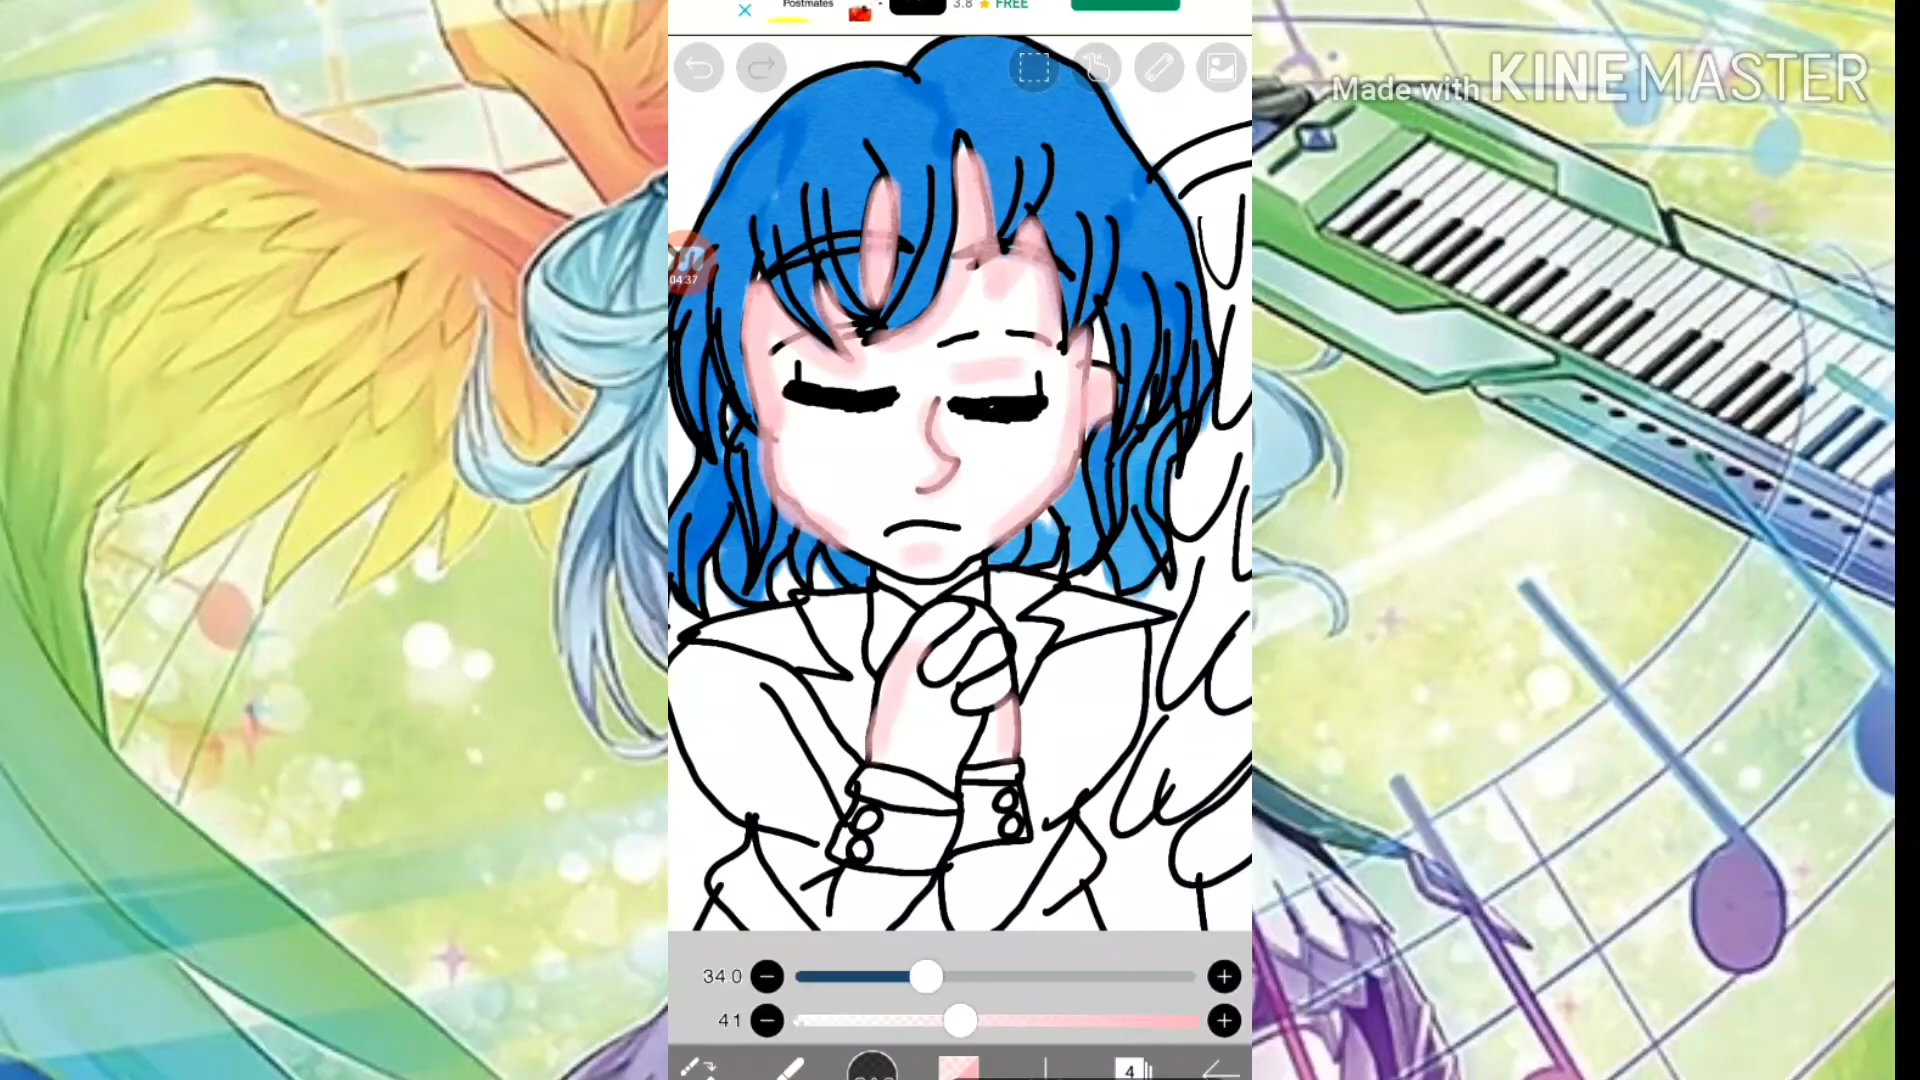 Postmates
3.8 ★ FREE
Made with KINEMASTER
04:37
34.0
41
4